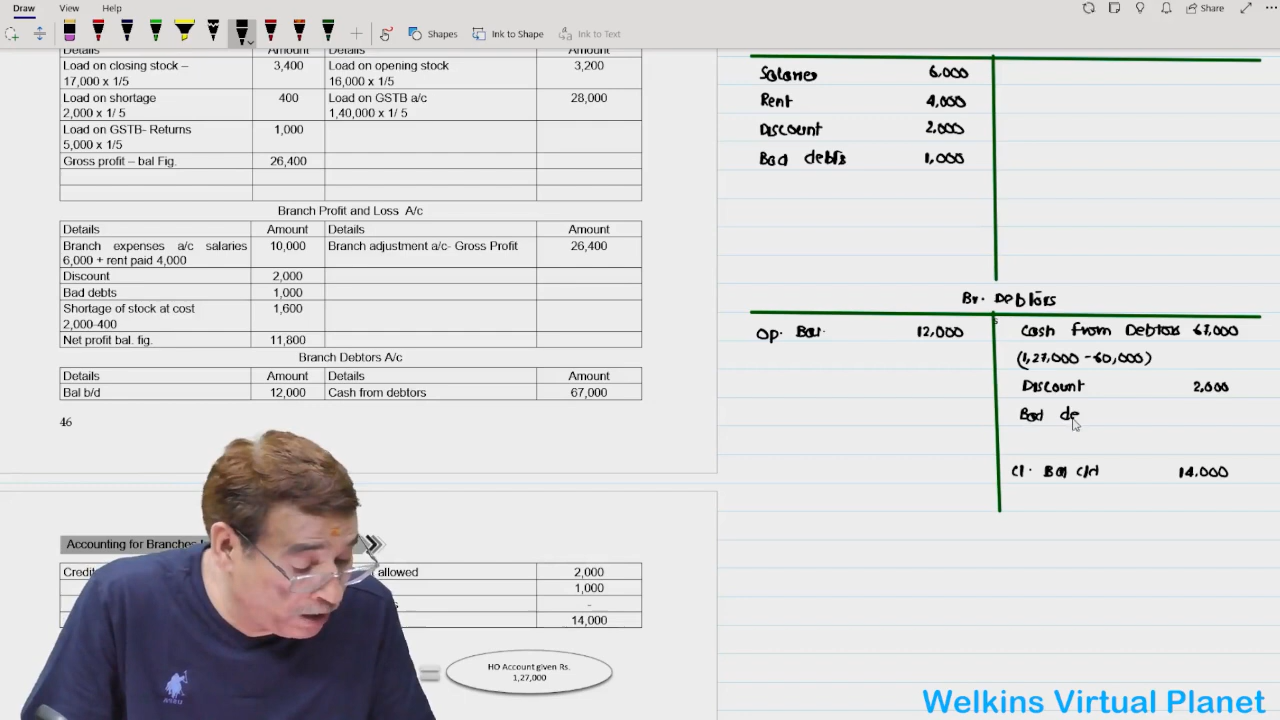 Draw View Help
Share
Shapes Ink to Shape Ink to Text
Details Amount Details Amount
Load on closing stock – 3,400 Load on opening stock 3,200
17,000 x 1/5 16,000 x 1/5
Load on shortage 400 Load on GSTB a/c 28,000
2,000 x 1/ 5 1,40,000 x 1/ 5
Load on GSTB- Returns 1,000
5,000 x 1/5
Gross profit – bal Fig. 26,400
Branch Profit and Loss A/c
Details Amount Details Amount
Branch expenses a/c salaries 10,000 Branch adjustment a/c- Gross Profit 26,400
6,000 + rent paid 4,000
Discount 2,000
Bad debts 1,000
Shortage of stock at cost 1,600
2,000-400
Net profit bal. fig. 11,800
Branch Debtors A/c
Details Amount Details Amount
Bal b/d 12,000 Cash from debtors 67,000
46
Accounting for Branches
Credi allowed 2,000
1,000
s -
14,000
HO Account given Rs.
1,27,000
Salaries 6,000
Rent 4,000
Discount 2,000
Bad debts 1,000
Br. Debtors
Op. Bal. 12,000 Cash from Debtors 67,000
(1,27,000 - 60,000)
Discount 2,000
Bad de
Cl. Bal c/d 14,000
Welkins Virtual Planet